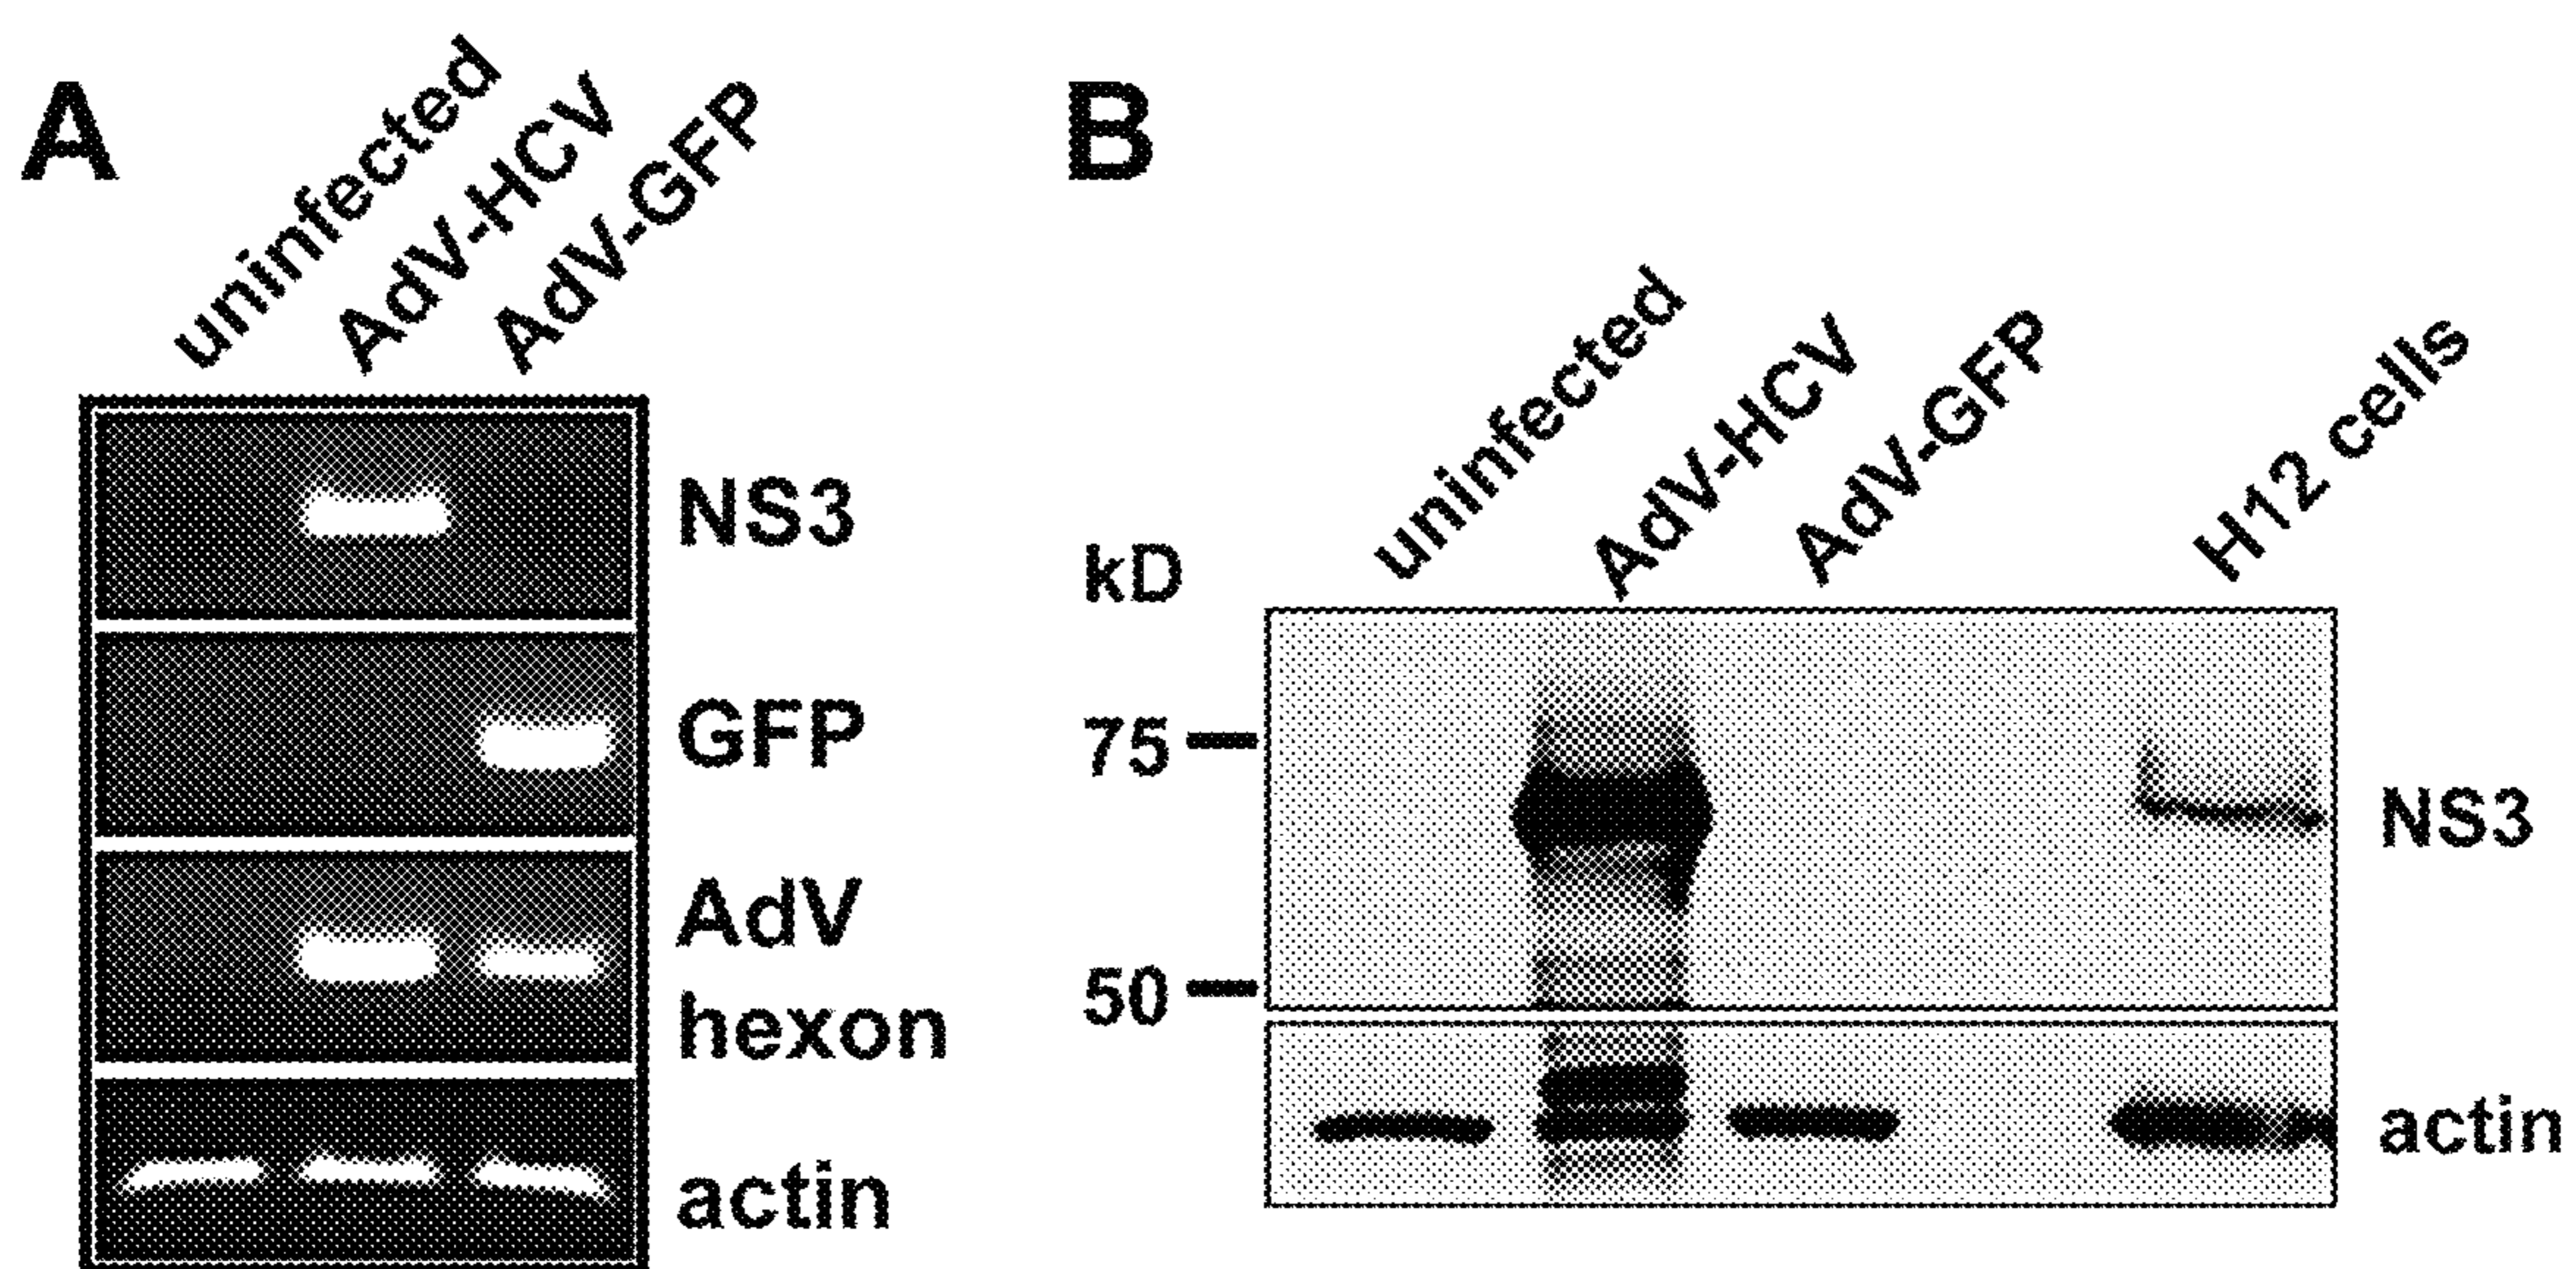 A
uninfected
AdV-HCV
AdV-GFP
NS3
GFP
AdV
hexon
actin
B
uninfected
AdV-HCV
AdV-GFP
H12 cells
kD
75
50
NS3
actin